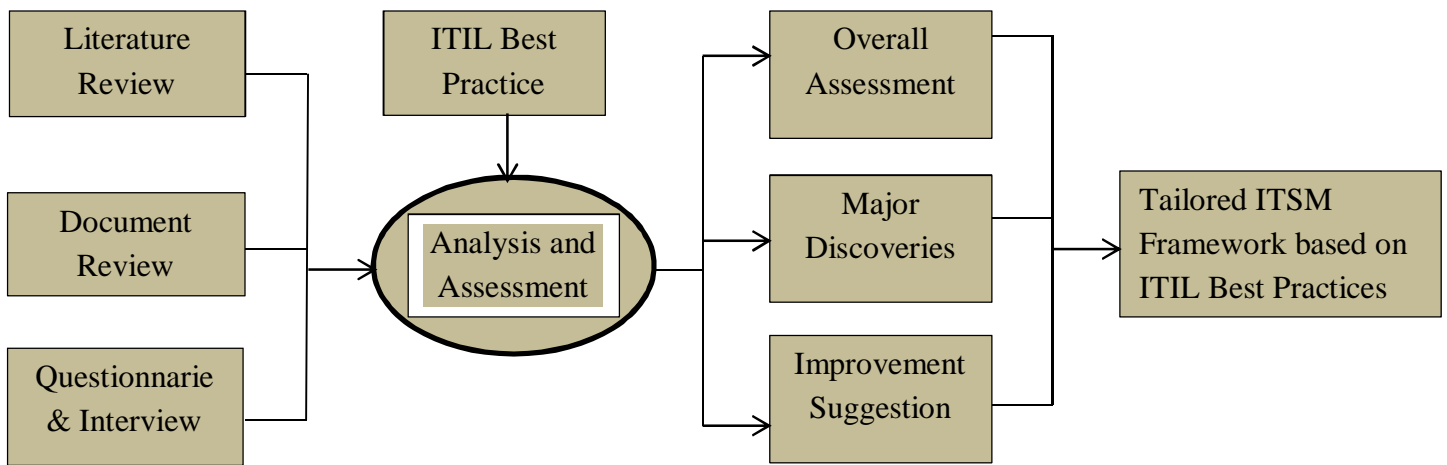 Literature
Review
ITIL Best
Practice
Overall
Assessment
Document
Review
Analysis and
Assessment
Major
Discoveries
Tailored ITSM
Framework based on
ITIL Best Practices
Questionnarie
& Interview
Improvement
Suggestion